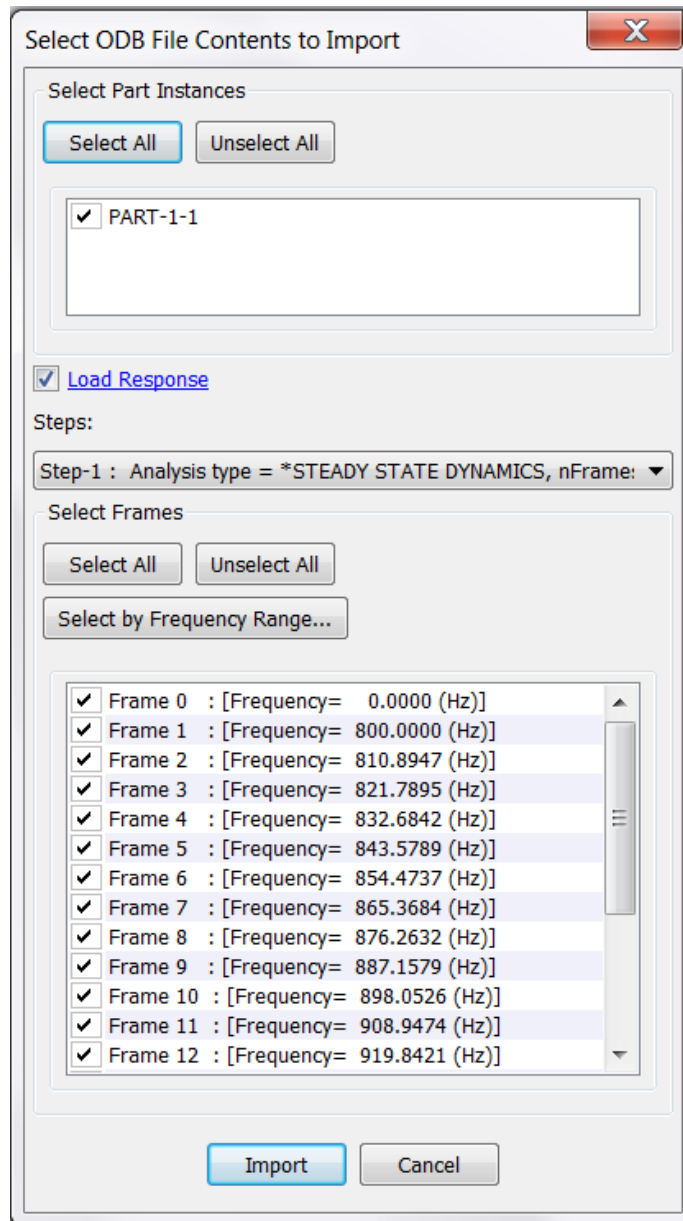 Select ODB File Contents to Import
X
Select Part Instances
Select All Unselect All
PART-1-1
Load Response
Steps:
Step-1 : Analysis type = *STEADY STATE DYNAMICS, nFrame:
Select Frames
Select All Unselect All
Select by Frequency Range...
Frame 0 : [Frequency= 0.0000 (Hz)]
Frame 1 : [Frequency= 800.0000 (Hz)]
Frame 2 : [Frequency= 810.8947 (Hz)]
Frame 3 : [Frequency= 821.7895 (Hz)]
Frame 4 : [Frequency= 832.6842 (Hz)]
Frame 5 : [Frequency= 843.5789 (Hz)]
Frame 6 : [Frequency= 854.4737 (Hz)]
Frame 7 : [Frequency= 865.3684 (Hz)]
Frame 8 : [Frequency= 876.2632 (Hz)]
Frame 9 : [Frequency= 887.1579 (Hz)]
Frame 10 : [Frequency= 898.0526 (Hz)]
Frame 11 : [Frequency= 908.9474 (Hz)]
Frame 12 : [Frequency= 919.8421 (Hz)]
Import Cancel